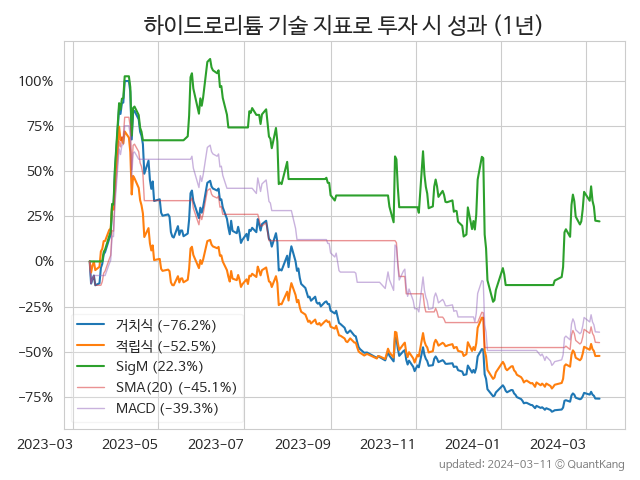 하이드로리튬 기술 지표로 투자 시 성과 (1년)
100%
75%
50%
25%
0%
−25%
−50%
−75%
거치식 (−76.2%)
적립식 (−52.5%)
SigM (22.3%)
SMA(20) (−45.1%)
MACD (−39.3%)
2023−03 2023−05 2023−07 2023−09 2023−11 2024−01 2024−03
updated: 2024−03−11 © QuantKang